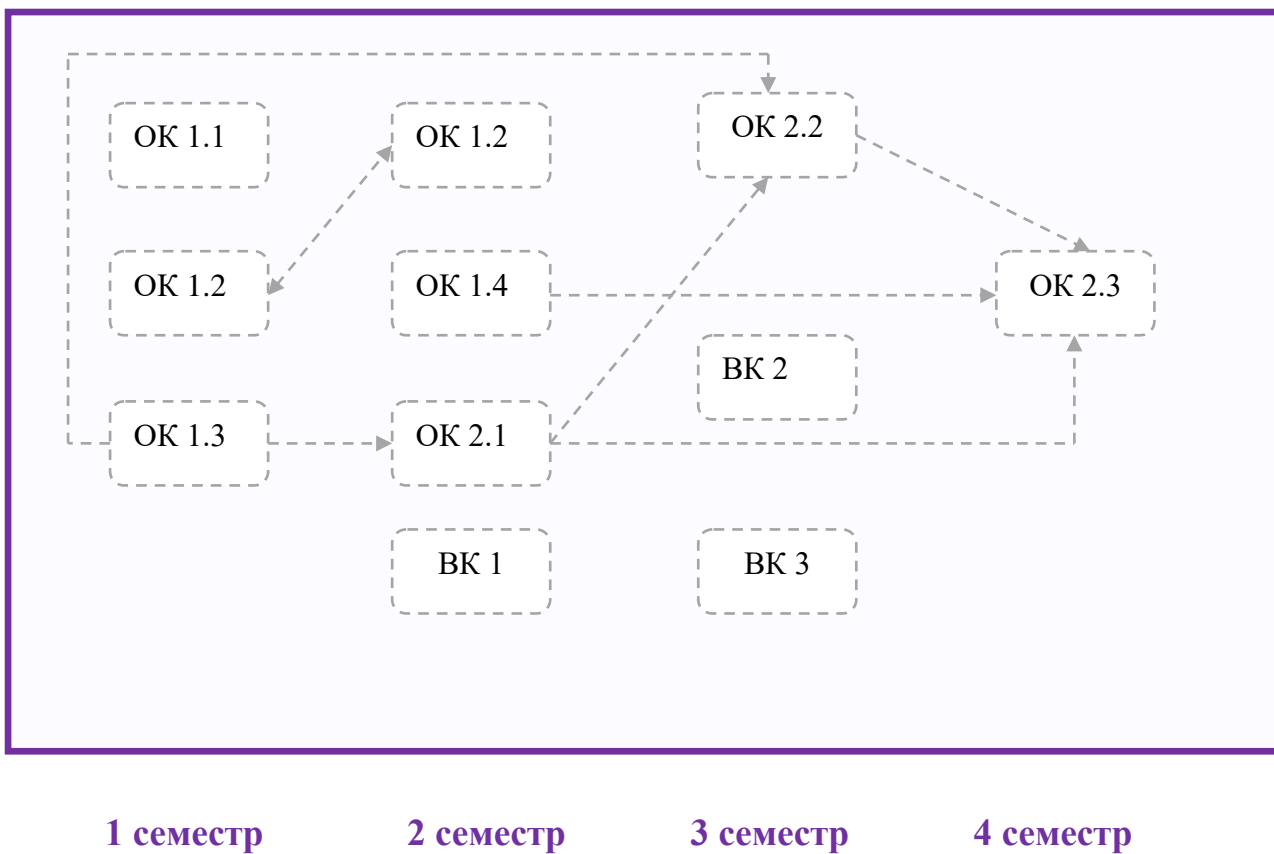 ОК 1.1
ОК 1.2
ОК 2.2
ОК 1.2
ОК 1.4
ОК 2.3
ВК 2
ОК 1.3
ОК 2.1
ВК 1
ВК 3
1 семестр
2 семестр
3 семестр
4 семестр